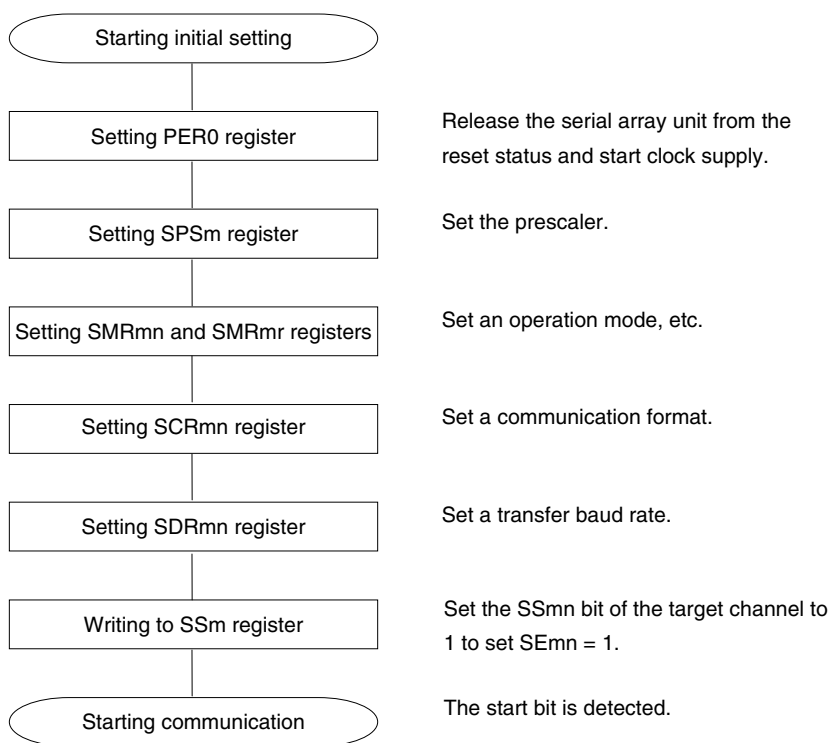 Starting initial setting
Setting PER0 register
Release the serial array unit from the
reset status and start clock supply.
Setting SPSm register
Set the prescaler.
Setting SMRmn and SMRmr registers
Set an operation mode, etc.
Setting SCRmn register
Set a communication format.
Setting SDRmn register
Set a transfer baud rate.
Writing to SSm register
Set the SSmn bit of the target channel to
1 to set SEmn = 1.
Starting communication
The start bit is detected.